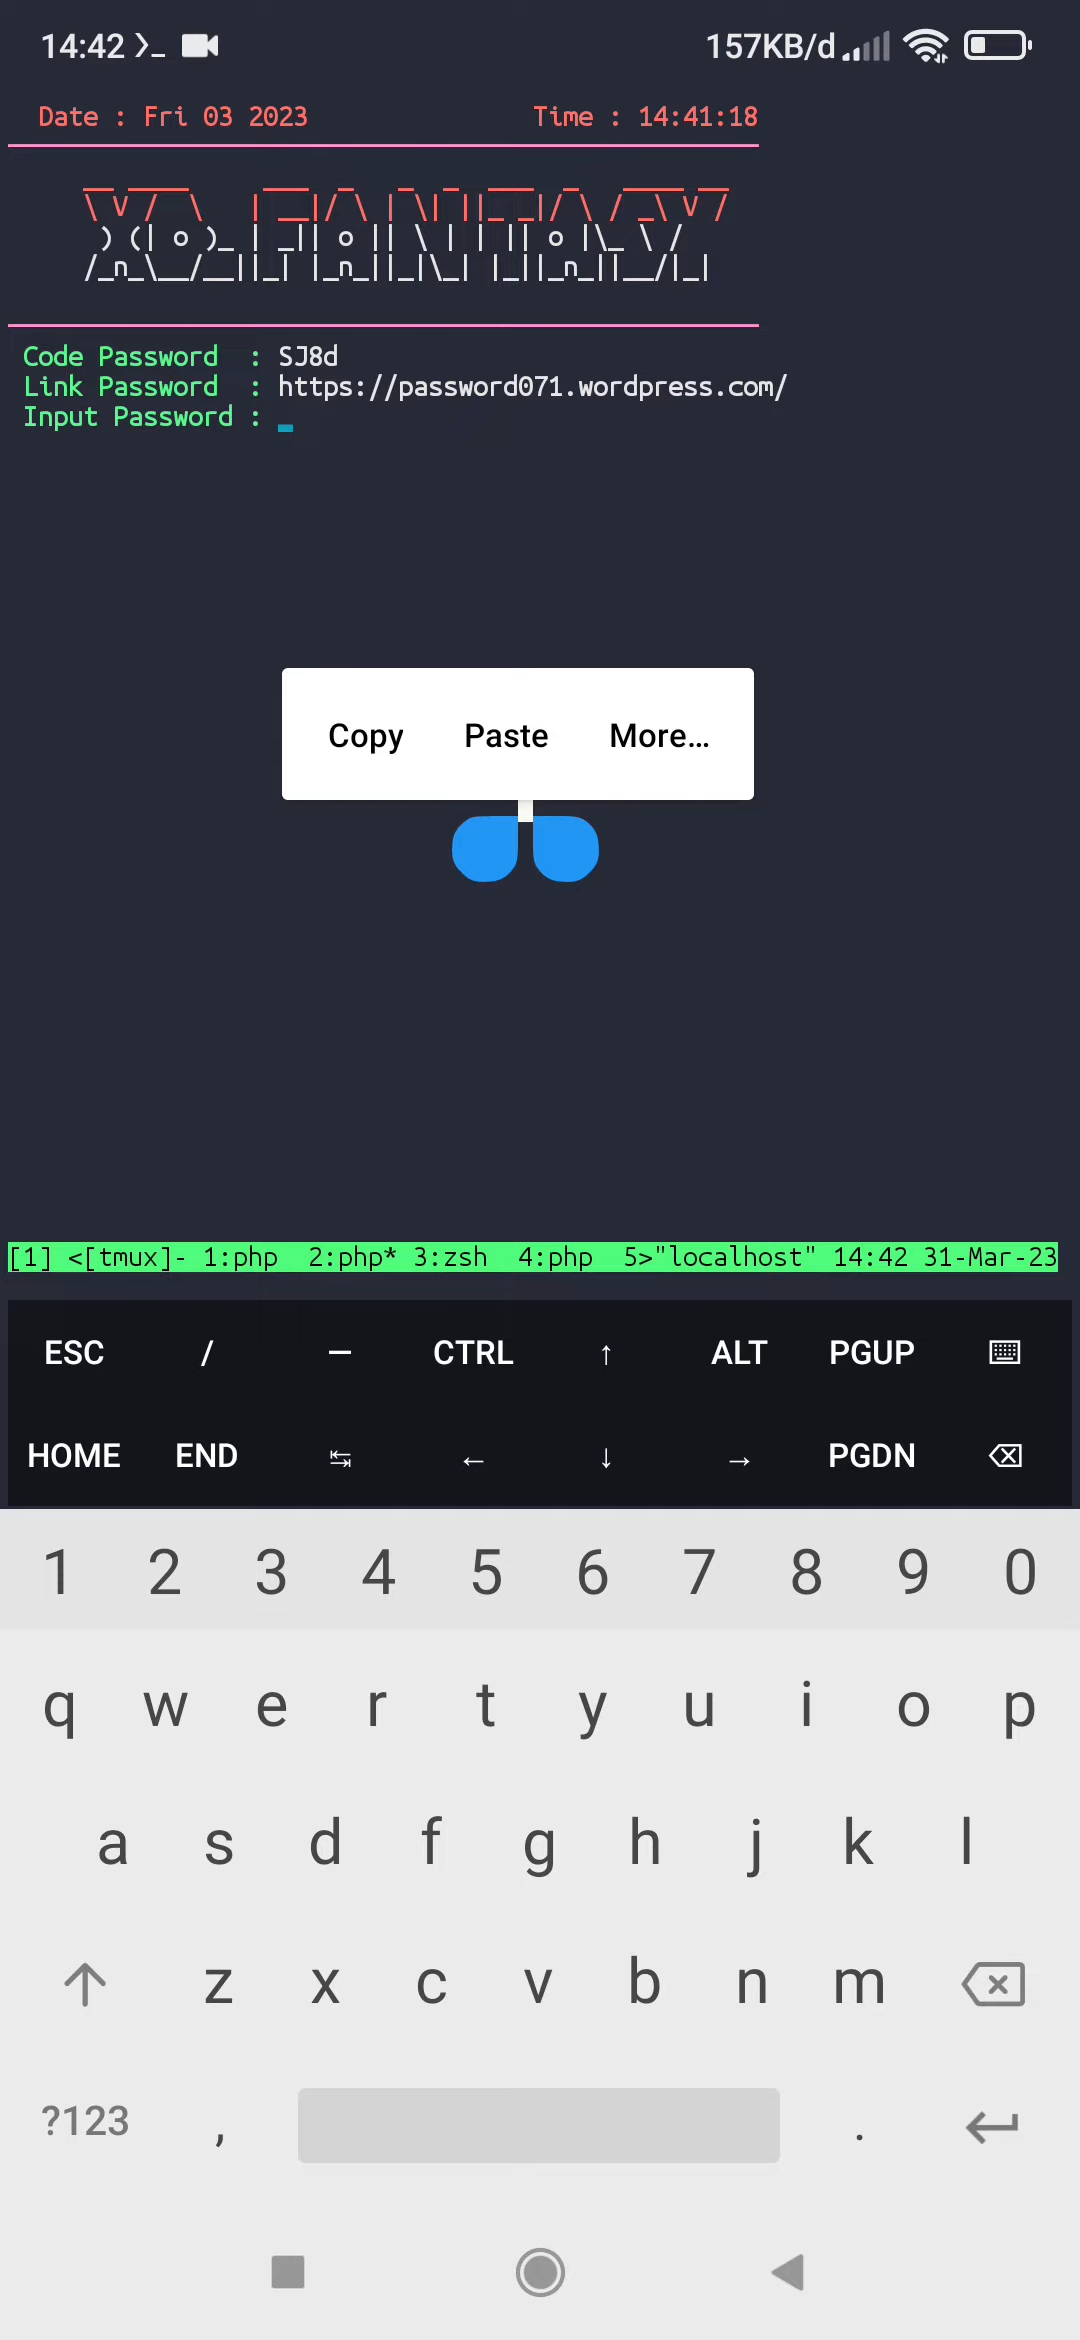 14:42 157KB/d
Date : Fri 03 2023 Time : 14:41:18
Code Password : SJ8d
Link Password : https://password071.wordpress.com/
Input Password :
Copy Paste More...
[1] <[tmux]- 1:php 2:php* 3:zsh 4:php 5>"localhost" 14:42 31-Mar-23
ESC / — CTRL ↑ ALT PGUP
HOME END ↹ ← ↓ → PGDN
1 2 3 4 5 6 7 8 9 0
q w e r t y u i o p
a s d f g h j k l
z x c v b n m
?123 , .